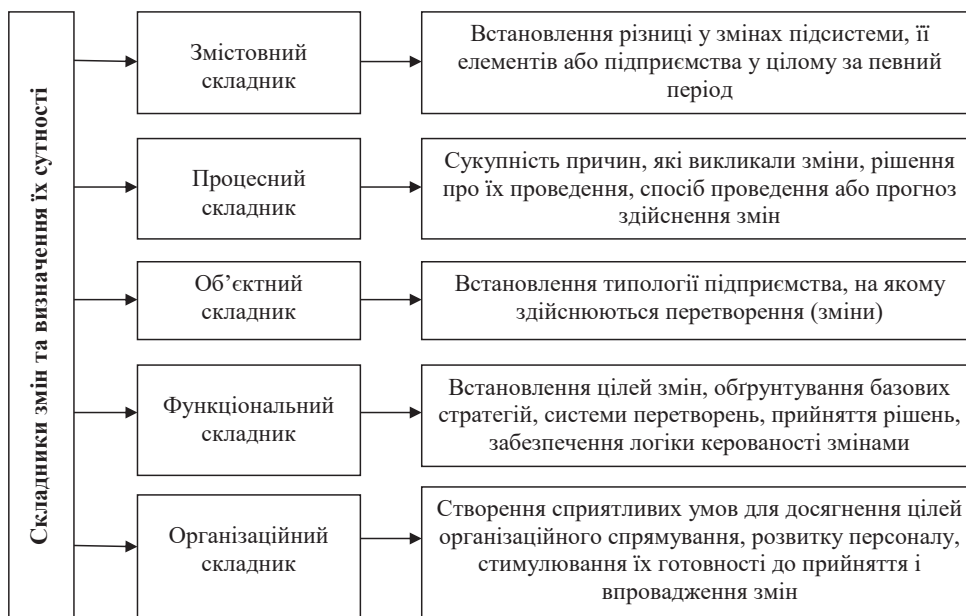 Складники змін та визначення їх сутності
Змістовний
складник
Встановлення різниці у змінах підсистеми, її
елементів або підприємства у цілому за певний
період
Процесний
складник
Сукупність причин, які викликали зміни, рішення
про їх проведення, спосіб проведення або прогноз
здійснення змін
Об’єктний
складник
Встановлення типології підприємства, на якому
здійснюються перетворення (зміни)
Функціональний
складник
Встановлення цілей змін, обґрунтування базових
стратегій, системи перетворень, прийняття рішень,
забезпечення логіки керованості змінами
Організаційний
складник
Створення сприятливих умов для досягнення цілей
організаційного спрямування, розвитку персоналу,
стимулювання їх готовності до прийняття і
впровадження змін